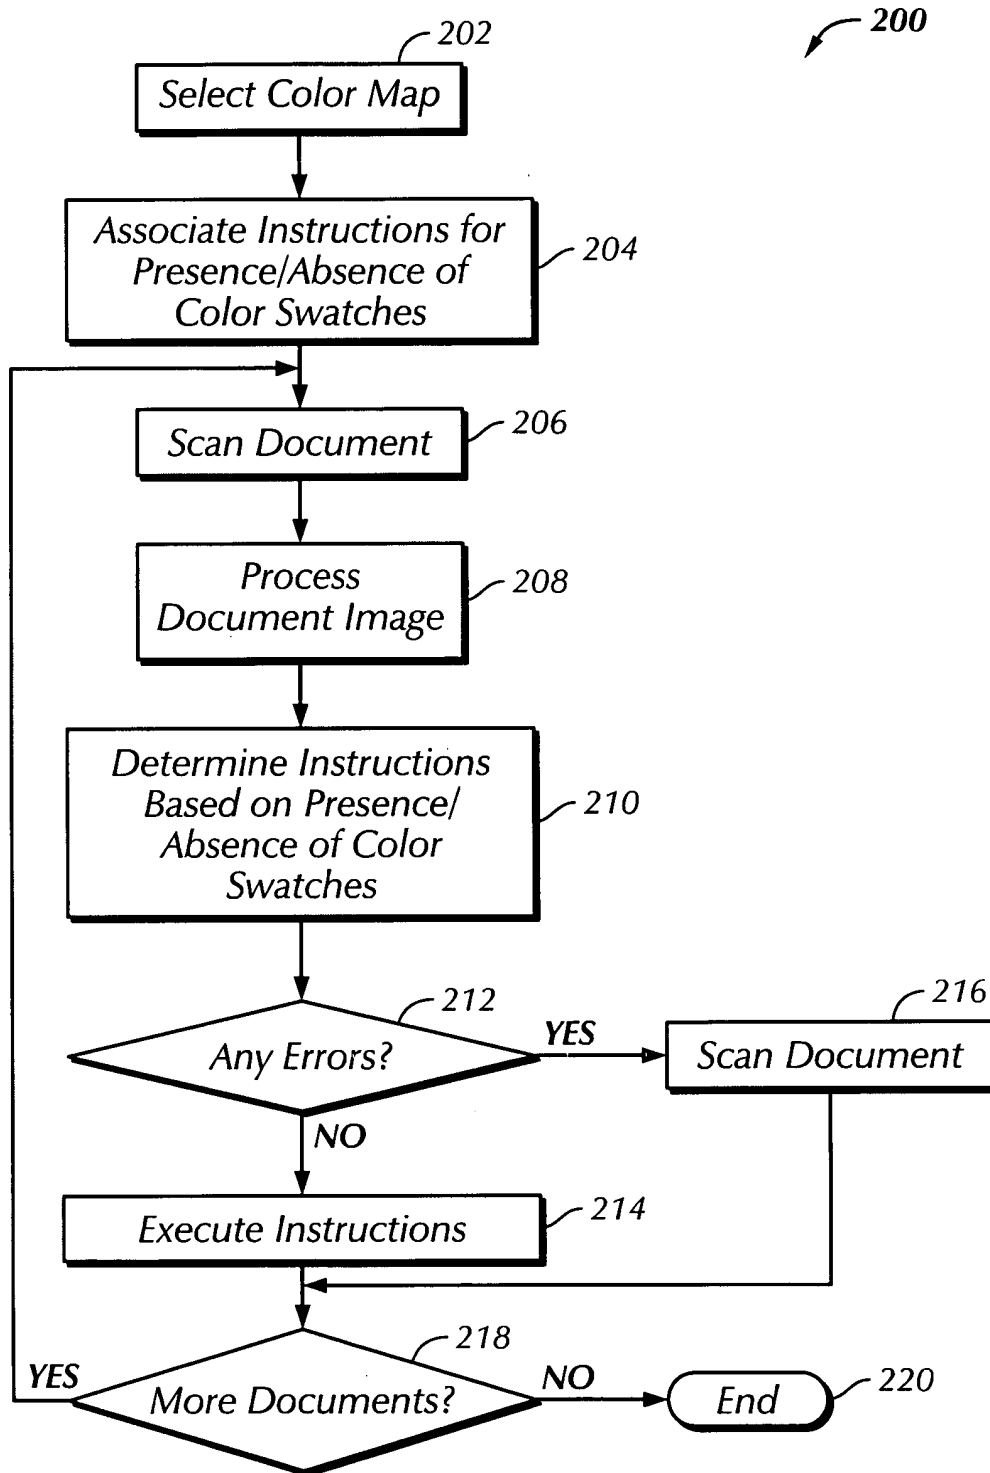 200
202
Select Color Map
Associate Instructions for
Presence/Absence of
Color Swatches
204
Scan Document
206
Process
Document Image
208
Determine Instructions
Based on Presence/
Absence of Color
Swatches
210
212
Any Errors?
YES
216
Scan Document
NO
Execute Instructions
214
218
More Documents?
YES
NO
End
220